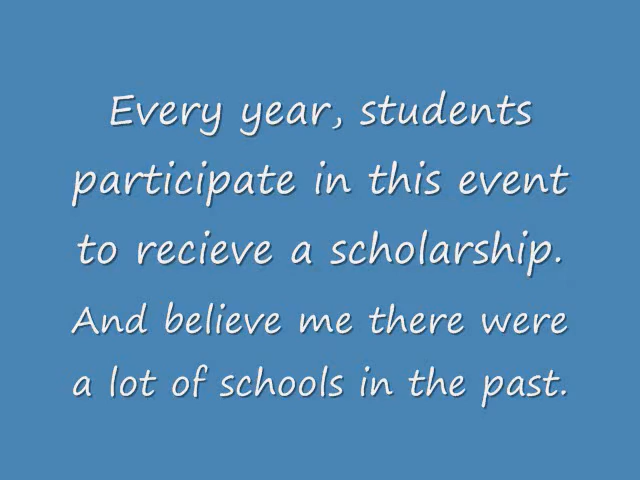 Every year, students
participate in this event
to recieve a scholarship.
And believe me there were
a lot of schools in the past.